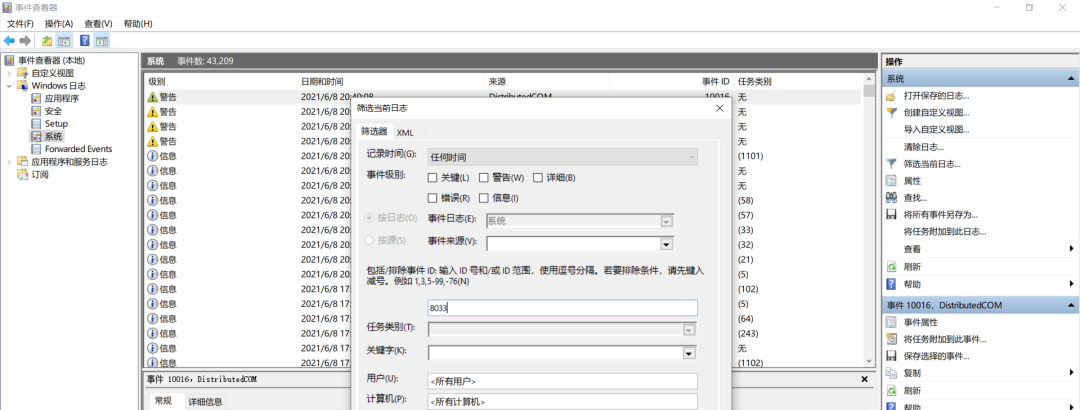 事件查看器
文件(F) 操作(A) 查看(V) 帮助(H)
事件查看器 (本地)
自定义视图
Windows 日志
应用程序
安全
Setup
系统
Forwarded Events
应用程序和服务日志
订阅
系统 事件数: 43,209
级别 日期和时间 来源 事件 ID 任务类别
警告 2021/6/8 20:40:08 DistributedCOM 10016 无
警告 2021/6/8 20: 无
警告 2021/6/8 20: 无
警告 2021/6/8 20: 无
信息 2021/6/8 20: (1101)
信息 2021/6/8 20: 无
信息 2021/6/8 20: 无
信息 2021/6/8 20: (58)
信息 2021/6/8 20: (57)
信息 2021/6/8 20: (33)
信息 2021/6/8 20: (32)
信息 2021/6/8 20: (21)
信息 2021/6/8 17: (5)
信息 2021/6/8 17: (102)
信息 2021/6/8 17: (5)
信息 2021/6/8 17: (64)
信息 2021/6/8 17: (243)
信息 2021/6/8 17: 无
信息 2021/6/8 17: (1102)
事件 10016，DistributedCOM
常规 详细信息
筛选当前日志
筛选器 XML
记录时间(G): 任何时间
事件级别: 关键(L) 警告(W) 详细(B)
错误(R) 信息(I)
按日志(O) 事件日志(E): 系统
按源(S) 事件来源(V):
包括/排除事件 ID: 输入 ID 号和/或 ID 范围，使用逗号分隔。若要排除条件，请先键入
减号。例如 1,3,5-99,-76(N)
8033
任务类别(T):
关键字(K):
用户(U): <所有用户>
计算机(P): <所有计算机>
操作
系统
打开保存的日志...
创建自定义视图...
导入自定义视图...
清除日志...
筛选当前日志...
属性
查找...
将所有事件另存为...
将任务附加到此日志...
查看
刷新
帮助
事件 10016，DistributedCOM
事件属性
将任务附加到此事件...
保存选择的事件...
复制
刷新
帮助